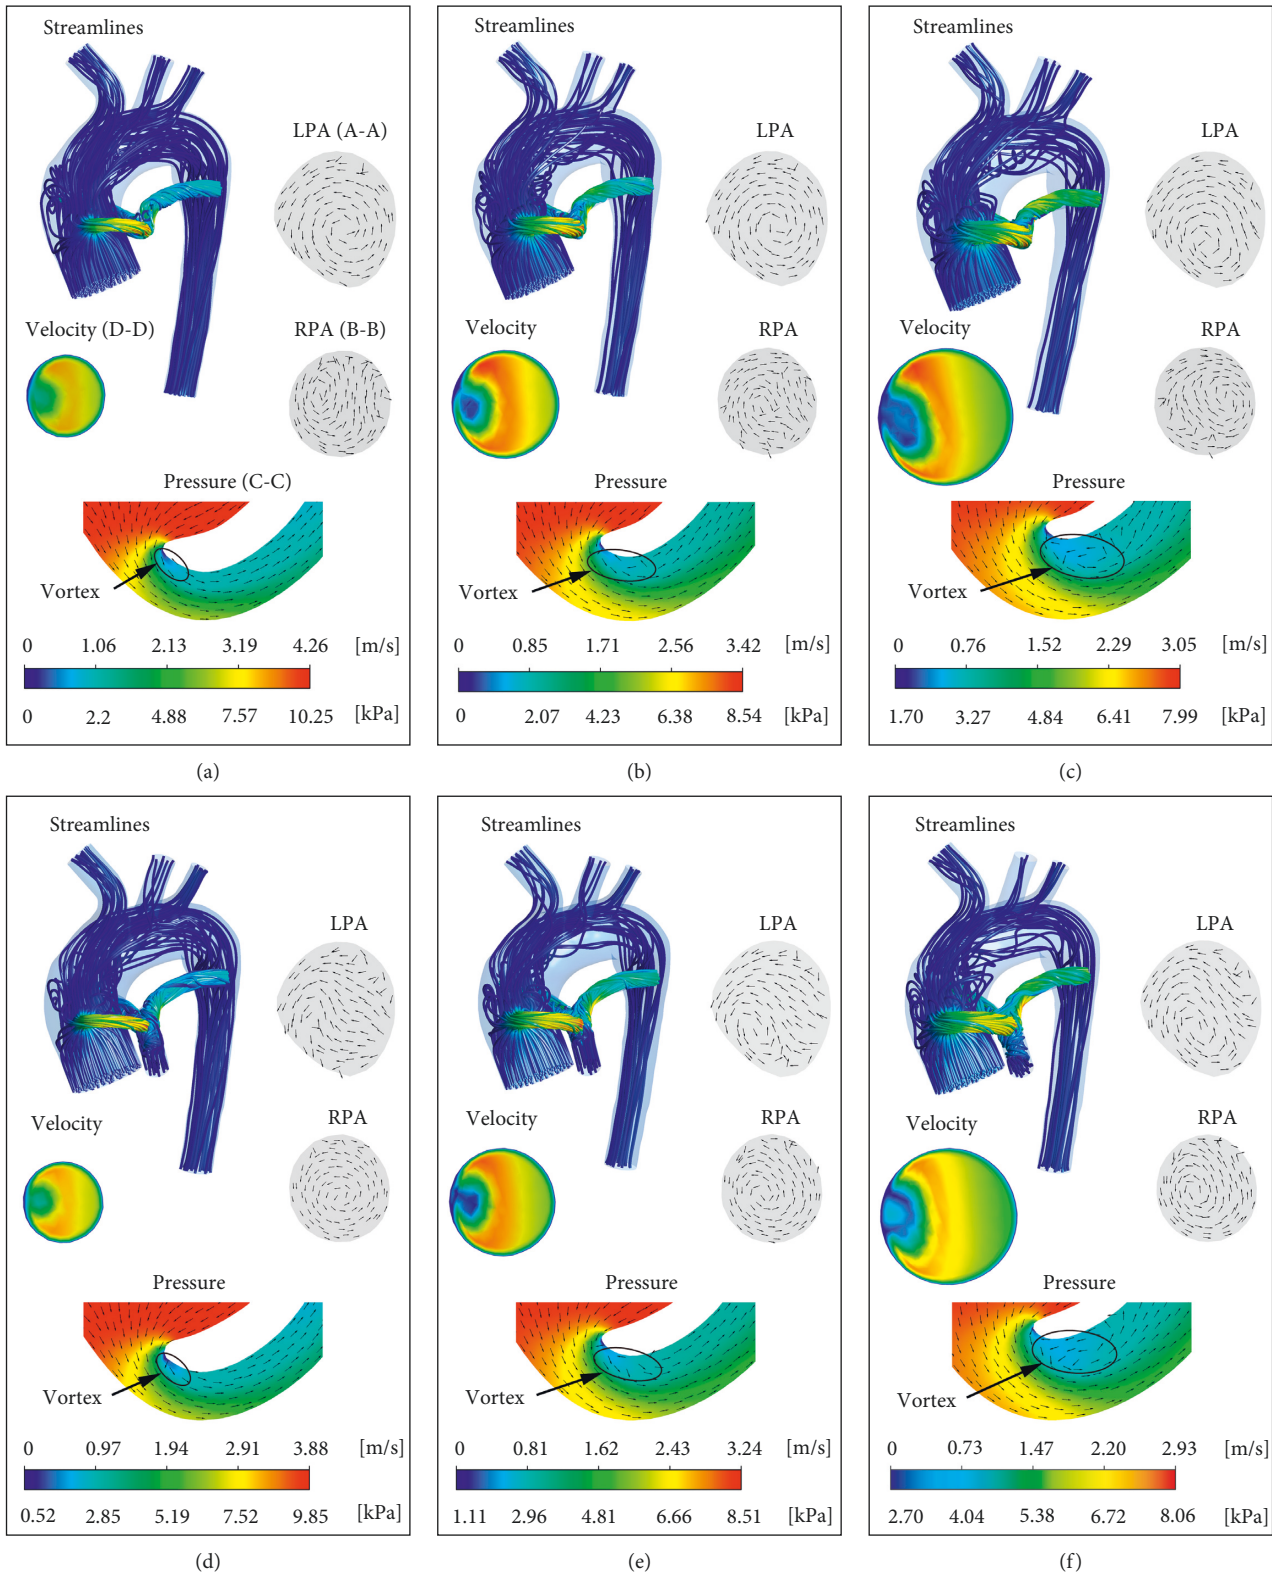 Streamlines
LPA (A-A)
Velocity (D-D)
RPA (B-B)
Pressure (C-C)
Vortex
0 1.06 2.13 3.19 4.26 [m/s]
0 2.2 4.88 7.57 10.25 [kPa]
(a)
Streamlines
LPA
Velocity
RPA
Pressure
Vortex
0 0.85 1.71 2.56 3.42 [m/s]
0 2.07 4.23 6.38 8.54 [kPa]
(b)
Streamlines
LPA
Velocity
RPA
Pressure
Vortex
0 0.76 1.52 2.29 3.05 [m/s]
1.70 3.27 4.84 6.41 7.99 [kPa]
(c)
Streamlines
LPA
Velocity
RPA
Pressure
Vortex
0 0.97 1.94 2.91 3.88 [m/s]
0.52 2.85 5.19 7.52 9.85 [kPa]
(d)
Streamlines
LPA
Velocity
RPA
Pressure
Vortex
0 0.81 1.62 2.43 3.24 [m/s]
1.11 2.96 4.81 6.66 8.51 [kPa]
(e)
Streamlines
LPA
Velocity
RPA
Pressure
Vortex
0 0.73 1.47 2.20 2.93 [m/s]
2.70 4.04 5.38 6.72 8.06 [kPa]
(f)